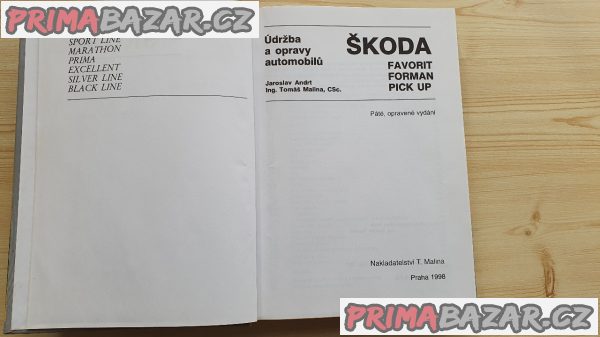 PRIMABAZAR.CZ
SPORT LINE
MARATHON
PRIMA
EXCELLENT
SILVER LINE
BLACK LINE
Údržba
a opravy
automobilů
Jaroslav Andrt
Ing. Tomáš Malina, CSc.
ŠKODA
FAVORIT
FORMAN
PICK UP
Páté, opravené vydání
Nakladatelství T. Malina
Praha 1998
PRIMABAZAR.CZ